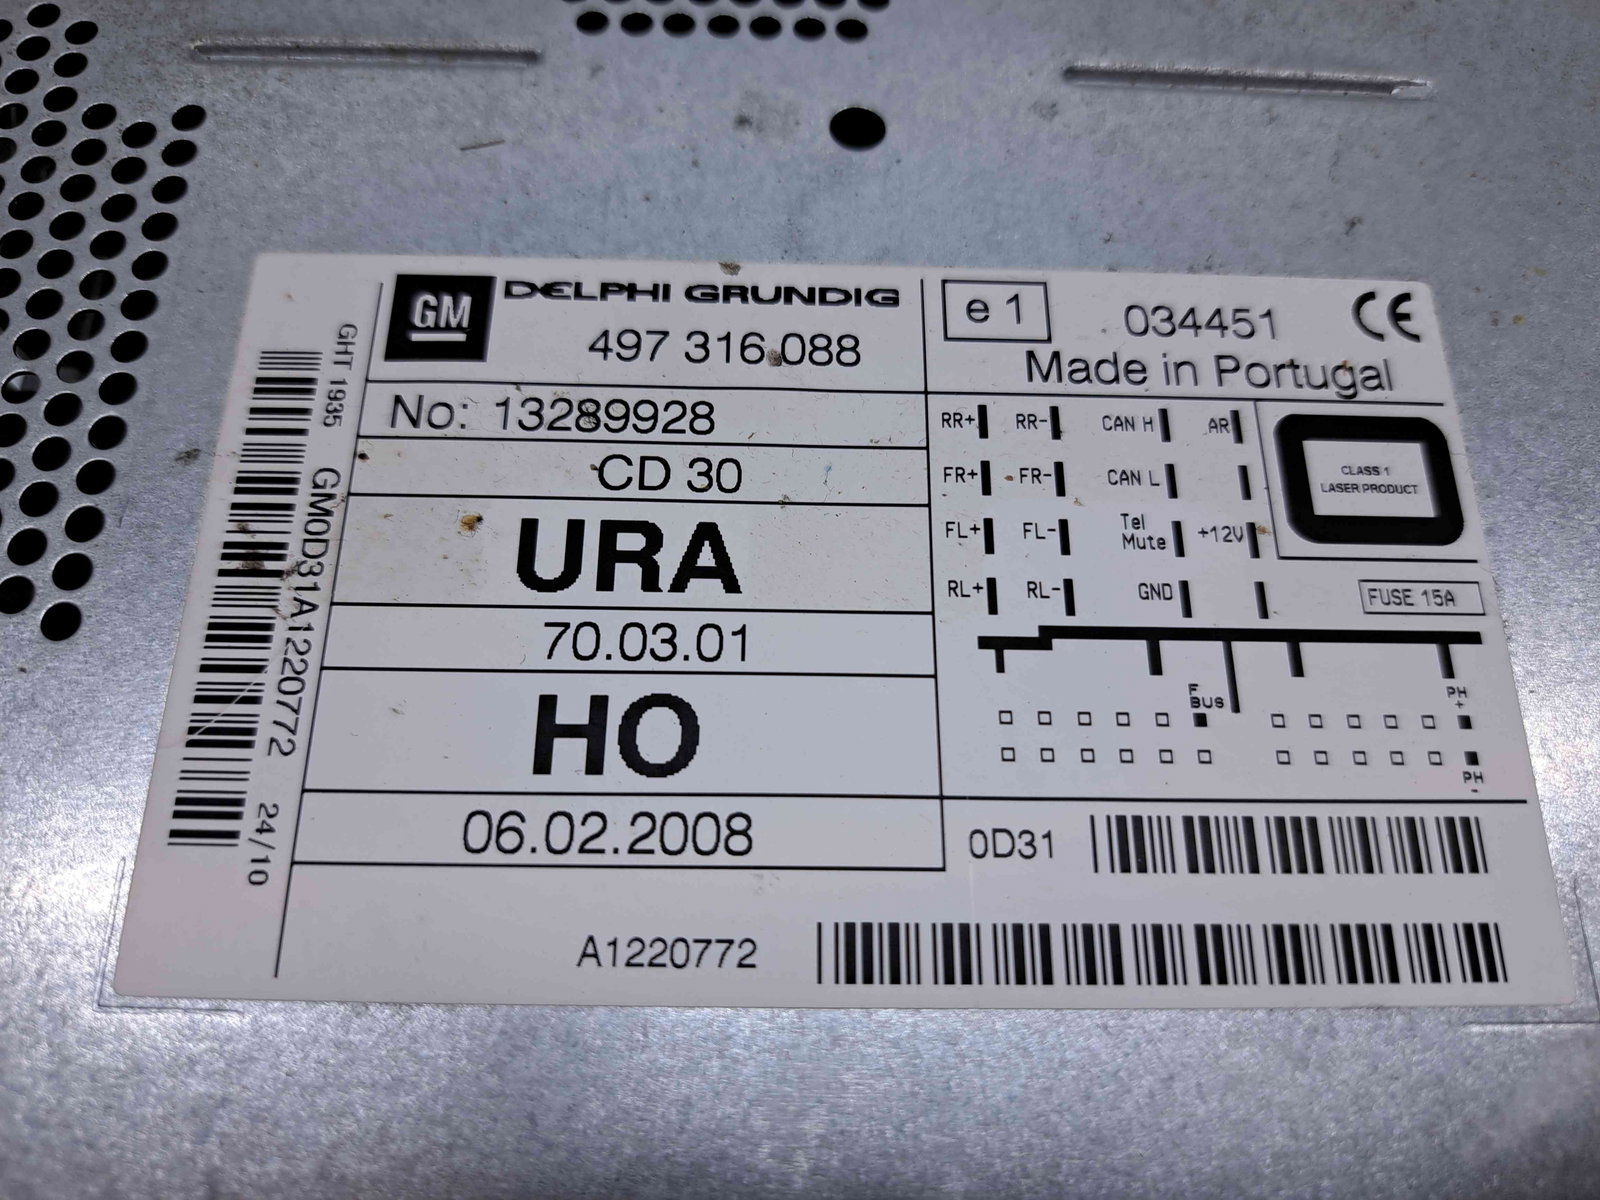 GHT 1935 GM0D31A1220772 24/10
GM
DELPHI GRUNDIG
497 316 088
No: 13289928
CD 30
URA
70.03.01
HO
06.02.2008
e 1 034451 CE
Made in Portugal
RR+ RR- CAN H AR
FR+ FR- CAN L
FL+ FL- Tel Mute +12V
RL+ RL- GND
CLASS 1
LASER PRODUCT
FUSE 15A
F BUS
PH +
PH -
0D31
A1220772